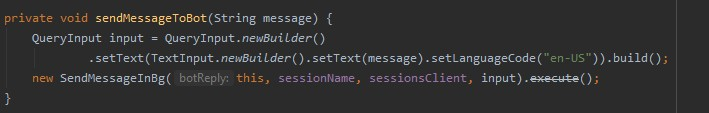 private void sendMessageToBot(String message) {
QueryInput input = QueryInput.newBuilder()
.setText(TextInput.newBuilder().setText(message).setLanguageCode("en-US")).build();
new SendMessageInBg( botReply: this, sessionName, sessionsClient, input).execute();
}